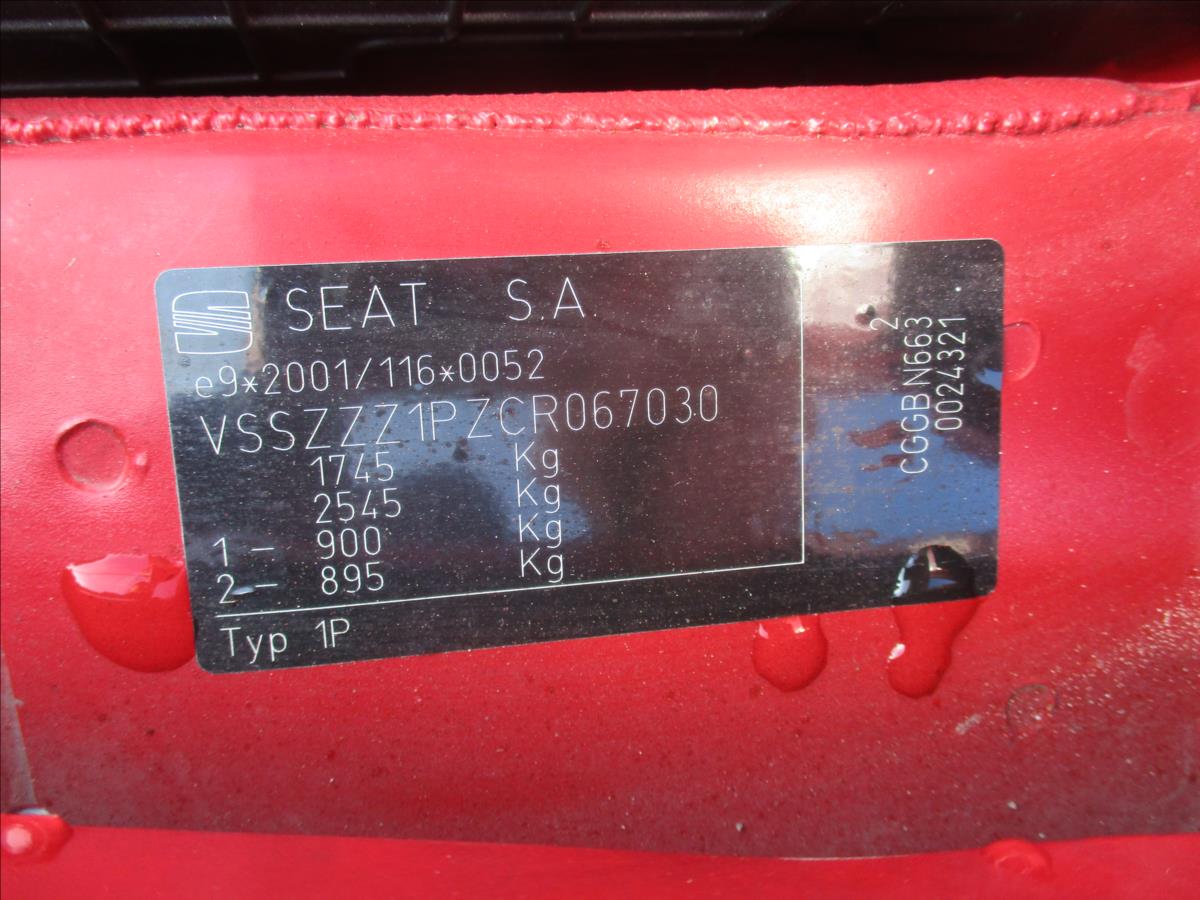 SEAT S.A.
e9*2001/116*0052
VSSZZZ1PZCR067030
1745 Kg
2545 Kg
1 - 900 Kg
2 - 895 Kg
Typ 1P
2
CGGBN663
0024321